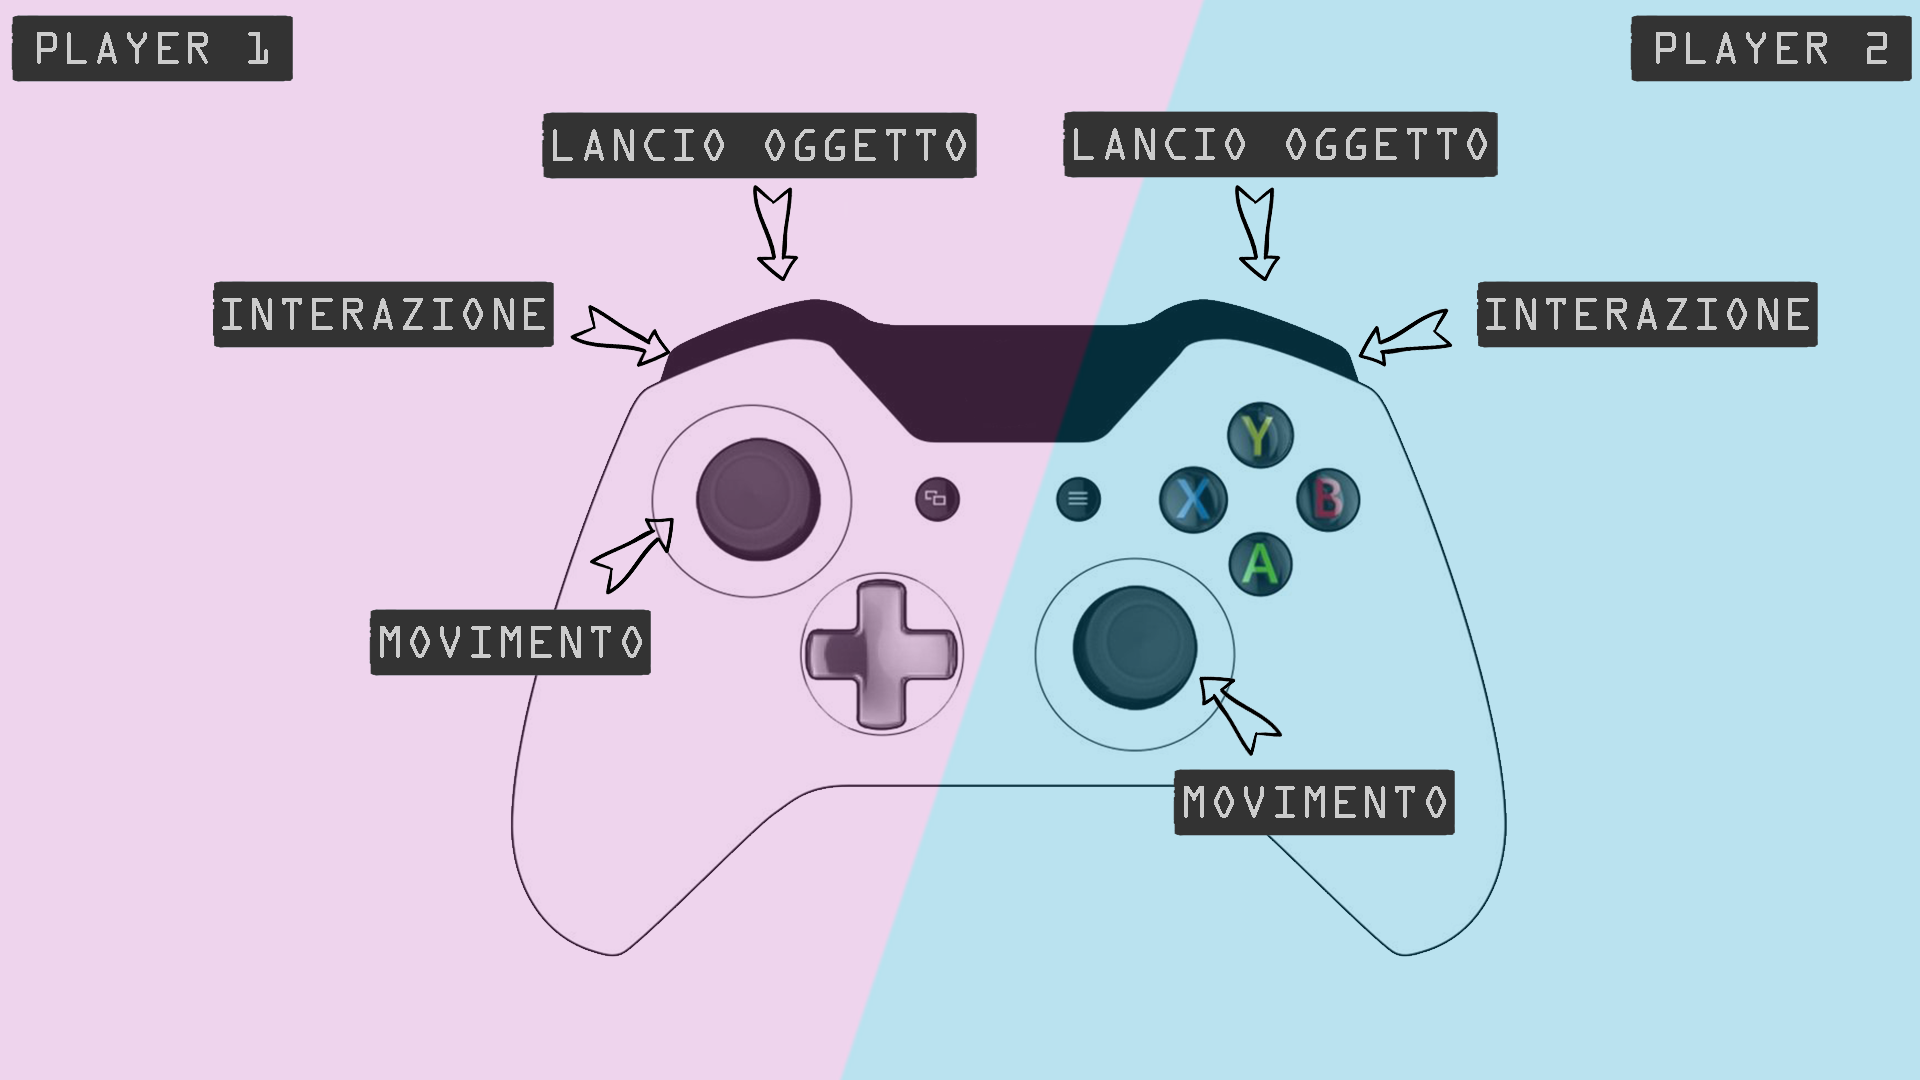 PLAYER 1
PLAYER 2
LANCIO OGGETTO
LANCIO OGGETTO
INTERAZIONE
INTERAZIONE
Y
X
B
A
MOVIMENTO
MOVIMENTO